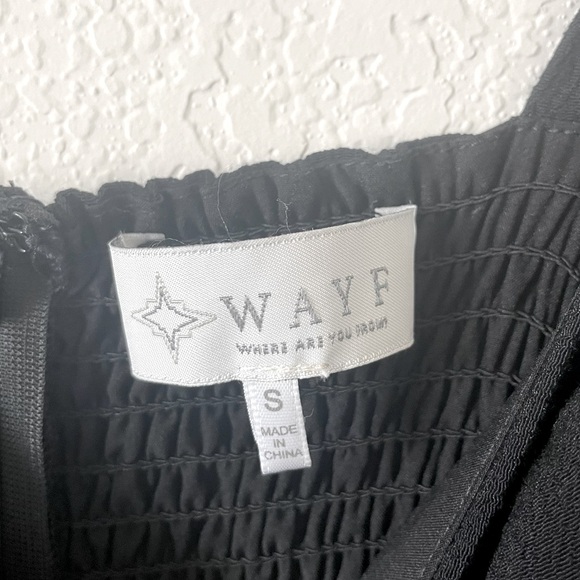 WAYF
WHERE ARE YOU FROM?
S
MADE
IN
CHINA